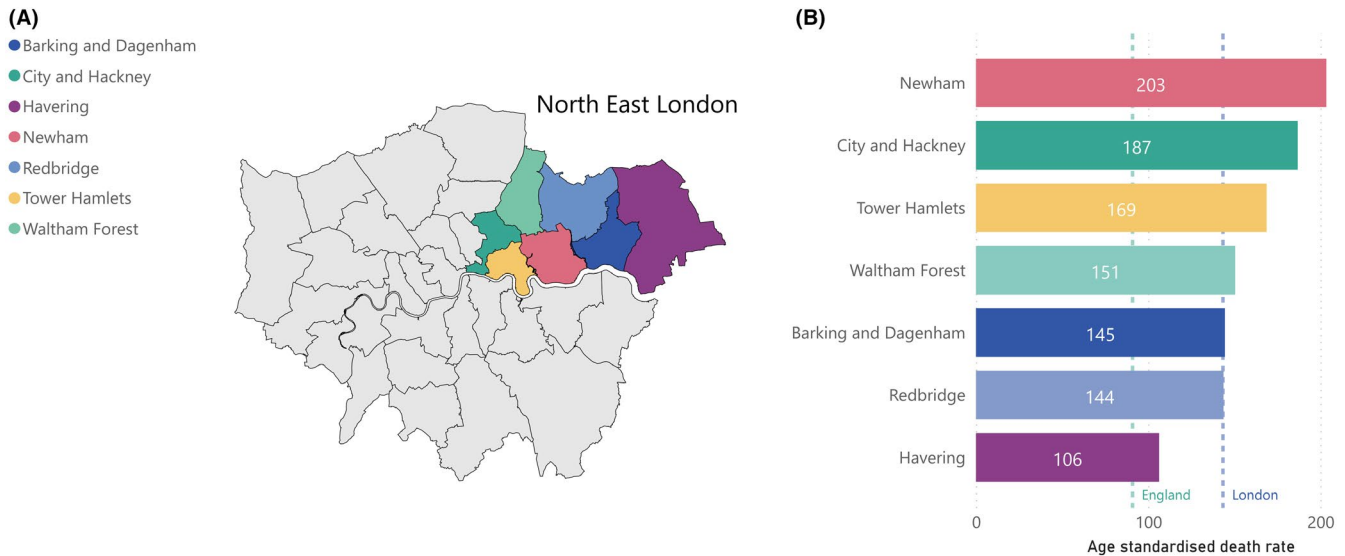 (A)
Barking and Dagenham
City and Hackney
Havering
Newham
Redbridge
Tower Hamlets
Waltham Forest
North East London
(B)
Newham
203
City and Hackney
187
Tower Hamlets
169
Waltham Forest
151
Barking and Dagenham
145
Redbridge
144
Havering
106
England
London
0
100
200
Age standardised death rate